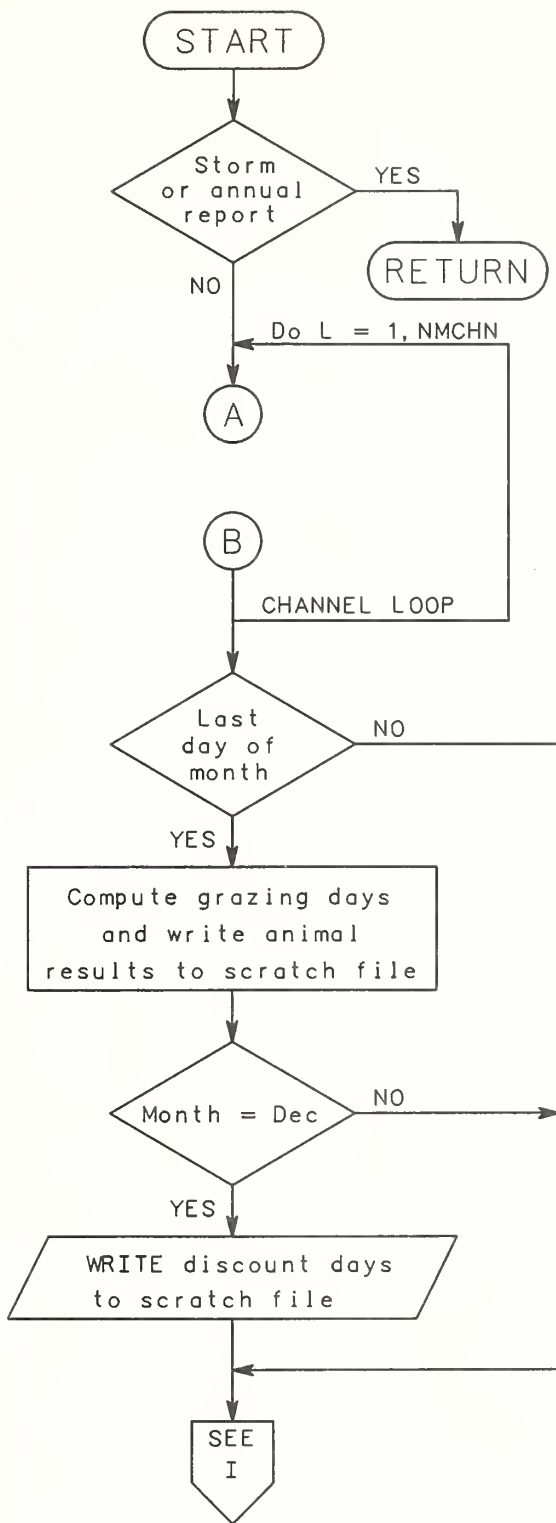 START
Storm
or annual
report
YES
RETURN
NO
Do L = 1, NMCHN
A
B
CHANNEL LOOP
Last
day of
month
NO
YES
Compute grazing days
and write animal
results to scratch file
Month = Dec
NO
YES
WRITE discount days
to scratch file
SEE
I